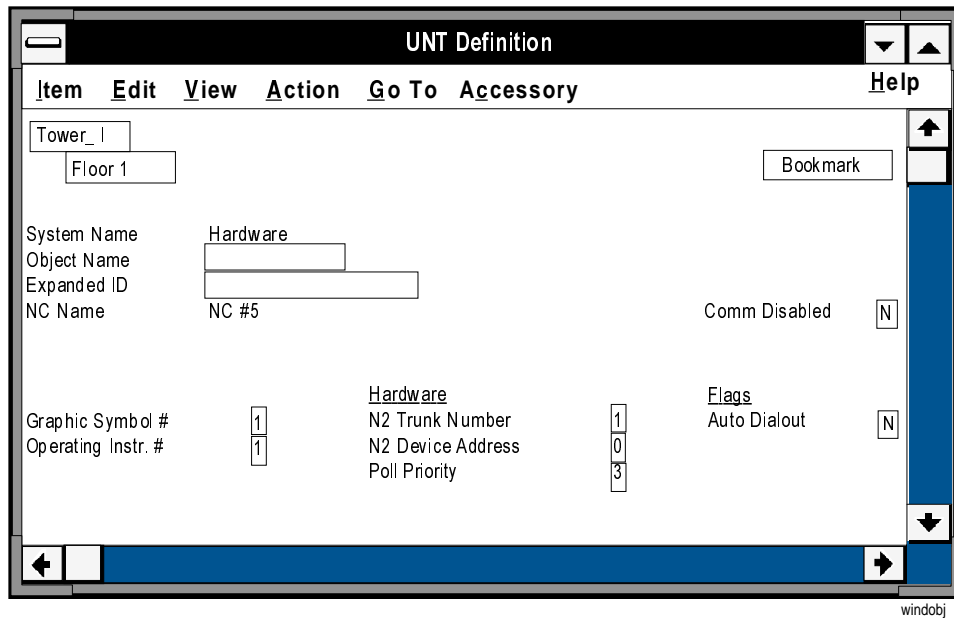 UNT Definition
Item Edit View Action Go To Accessory Help
Tower_ I
Floor 1
Bookmark
System Name Hardware
Object Name
Expanded ID
NC Name NC #5 Comm Disabled N
Hardware Flags
Graphic Symbol # 1 N2 Trunk Number 1 Auto Dialout N
Operating Instr. # 1 N2 Device Address 0
Poll Priority 3
windobj